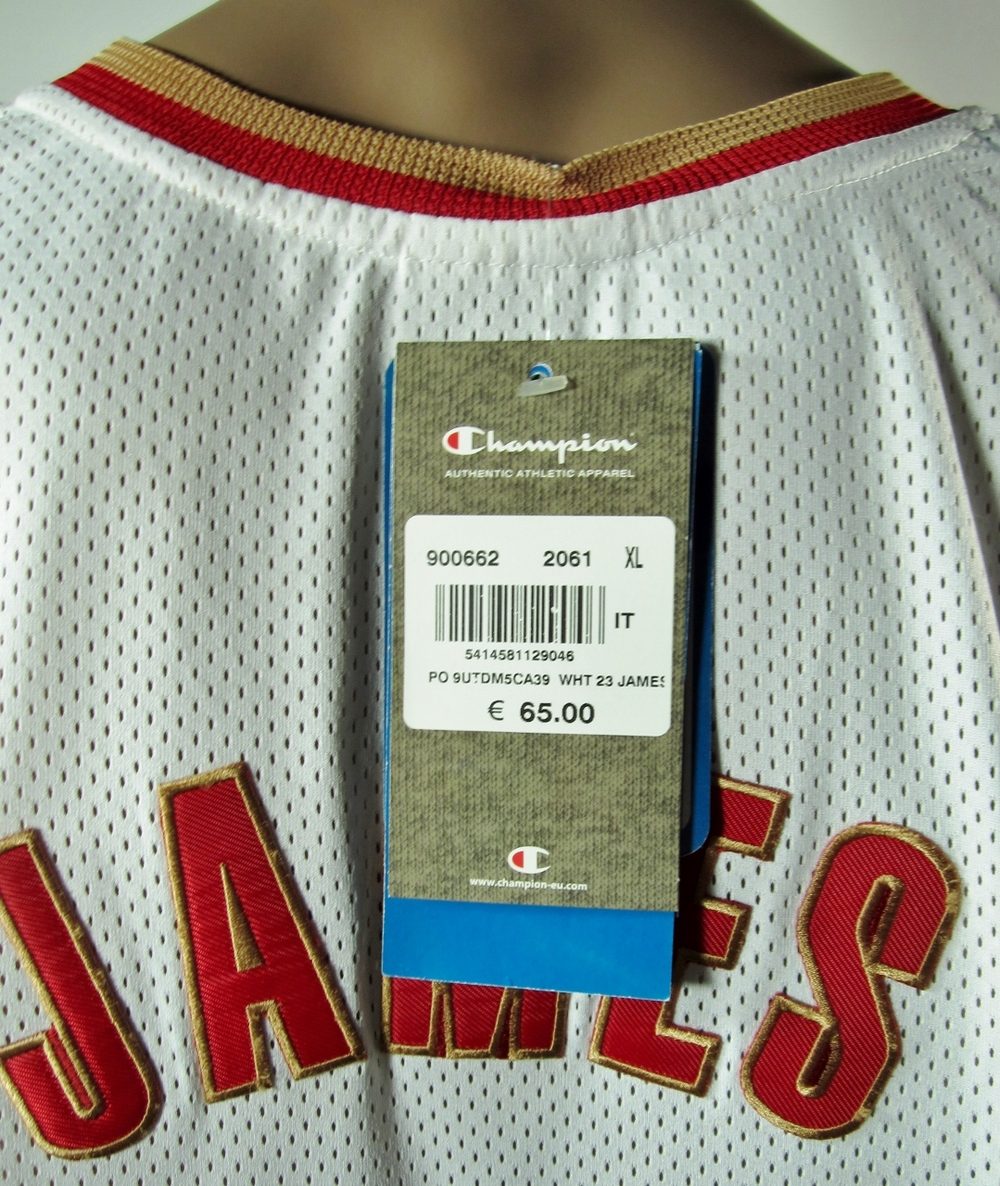 Champion
AUTHENTIC ATHLETIC APPAREL
900662 2061 XL
IT
5414581129046
PO 9UTDM5CA39 WHT 23 JAMES
€ 65.00
C
www.champion-eu.com
JAMES